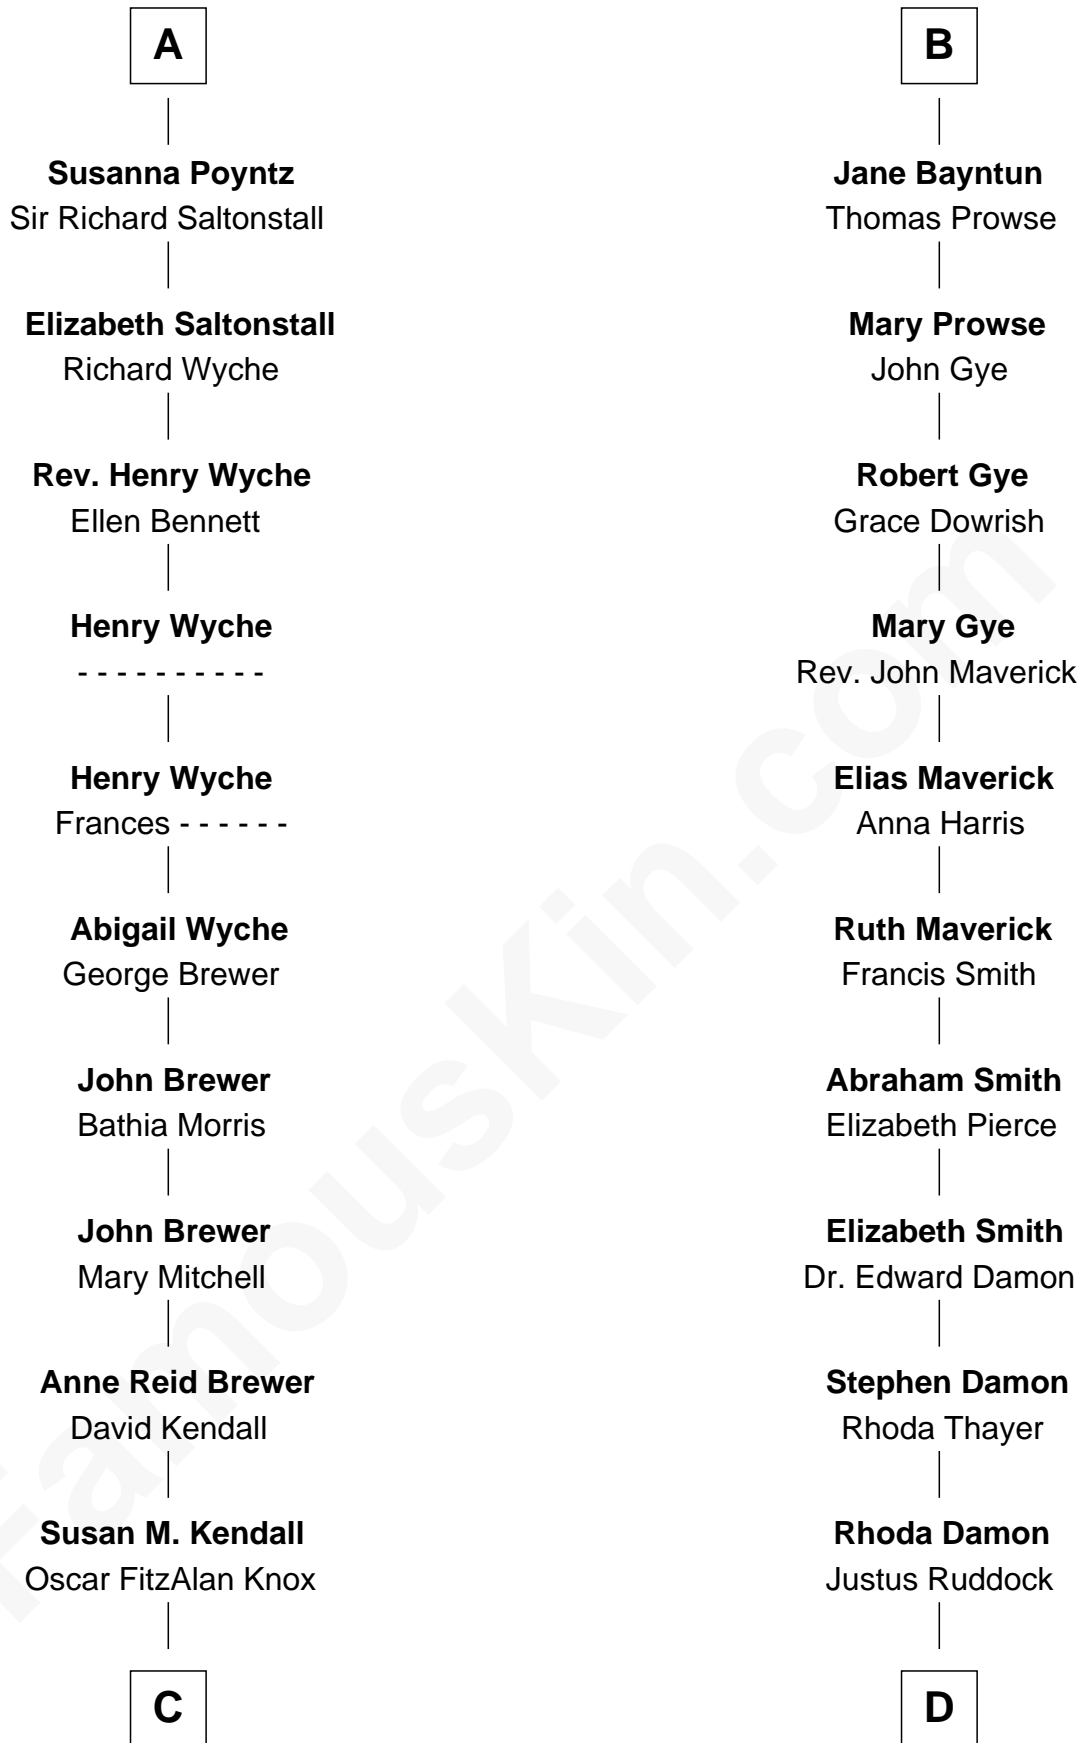 A
Susanna Poyntz
Sir Richard Saltonstall
Elizabeth Saltonstall
Richard Wyche
Rev. Henry Wyche
Ellen Bennett
Henry Wyche
- - - - - - - - - -
Henry Wyche
Frances - - - - - -
Abigail Wyche
George Brewer
John Brewer
Bathia Morris
John Brewer
Mary Mitchell
Anne Reid Brewer
David Kendall
Susan M. Kendall
Oscar FitzAlan Knox
C
B
Jane Bayntun
Thomas Prowse
Mary Prowse
John Gye
Robert Gye
Grace Dowrish
Mary Gye
Rev. John Maverick
Elias Maverick
Anna Harris
Ruth Maverick
Francis Smith
Abraham Smith
Elizabeth Pierce
Elizabeth Smith
Dr. Edward Damon
Stephen Damon
Rhoda Thayer
Rhoda Damon
Justus Ruddock
D
FamousKin.com